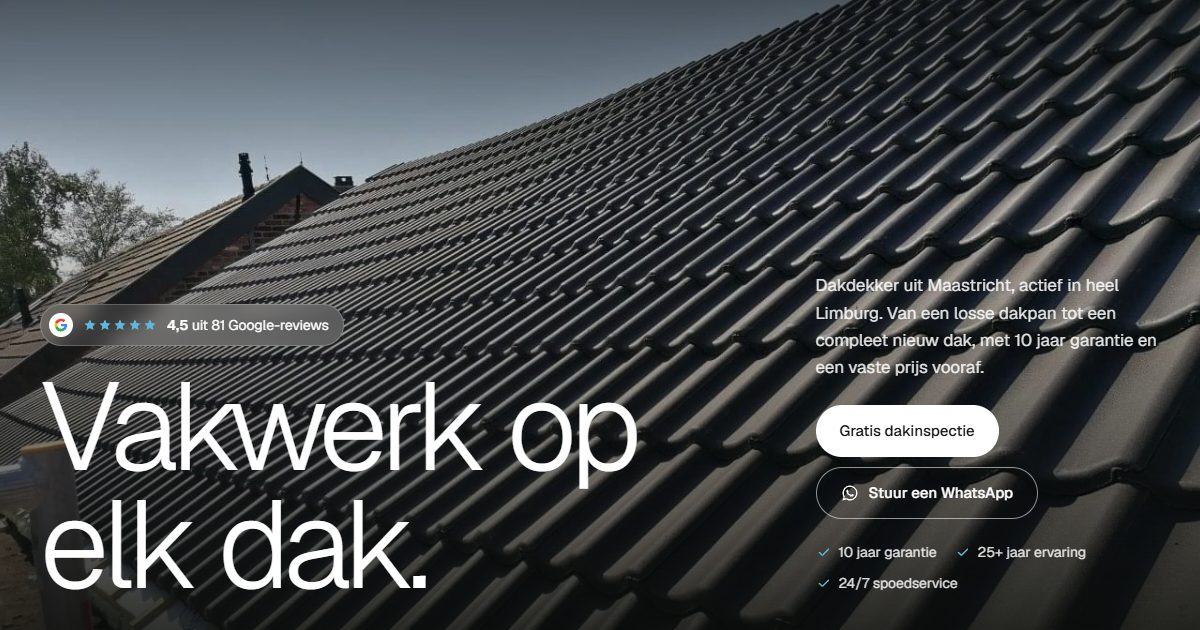 4,5 uit 81 Google-reviews
Vakwerk op
elk dak.
Dakdekker uit Maastricht, actief in heel
Limburg. Van een losse dakpan tot een
compleet nieuw dak, met 10 jaar garantie en
een vaste prijs vooraf.
Gratis dakinspectie
Stuur een WhatsApp
10 jaar garantie
25+ jaar ervaring
24/7 spoedservice